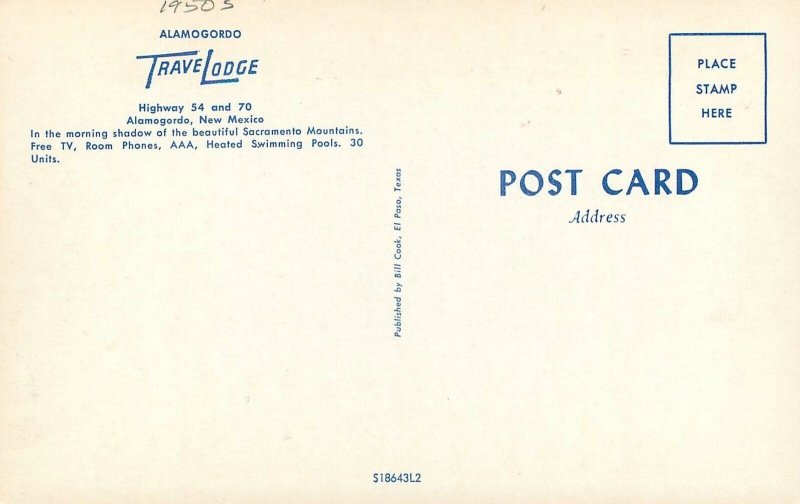 1950s
ALAMOGORDO
TRAVELODGE
Highway 54 and 70
Alamogordo, New Mexico
In the morning shadow of the beautiful Sacramento Mountains.
Free TV, Room Phones, AAA, Heated Swimming Pools. 30
Units.
Published by Bill Cook, El Paso, Texas
PLACE
STAMP
HERE
POST CARD
Address
S18643L2